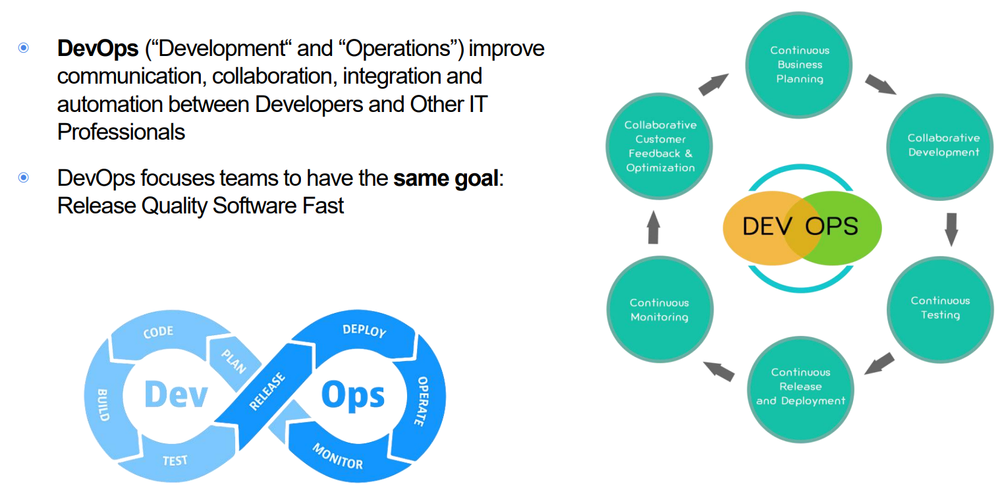 DevOps (“Development“ and “Operations”) improve
communication, collaboration, integration and
automation between Developers and Other IT
Professionals
DevOps focuses teams to have the same goal:
Release Quality Software Fast
CODE
PLAN
BUILD
TEST
Dev
RELEASE
DEPLOY
OPERATE
MONITOR
Ops
Continuous
Business
Planning
Collaborative
Development
Continuous
Testing
Continuous
Release
and Deployment
Continuous
Monitoring
Collaborative
Customer
Feedback &
Optimization
DEV OPS